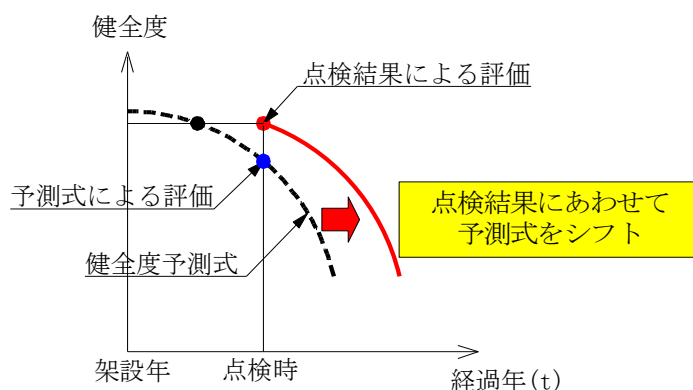 健全度
点検結果による評価
予測式による評価
点検結果にあわせて
予測式をシフト
健全度予測式
架設年
点検時
経過年(t)